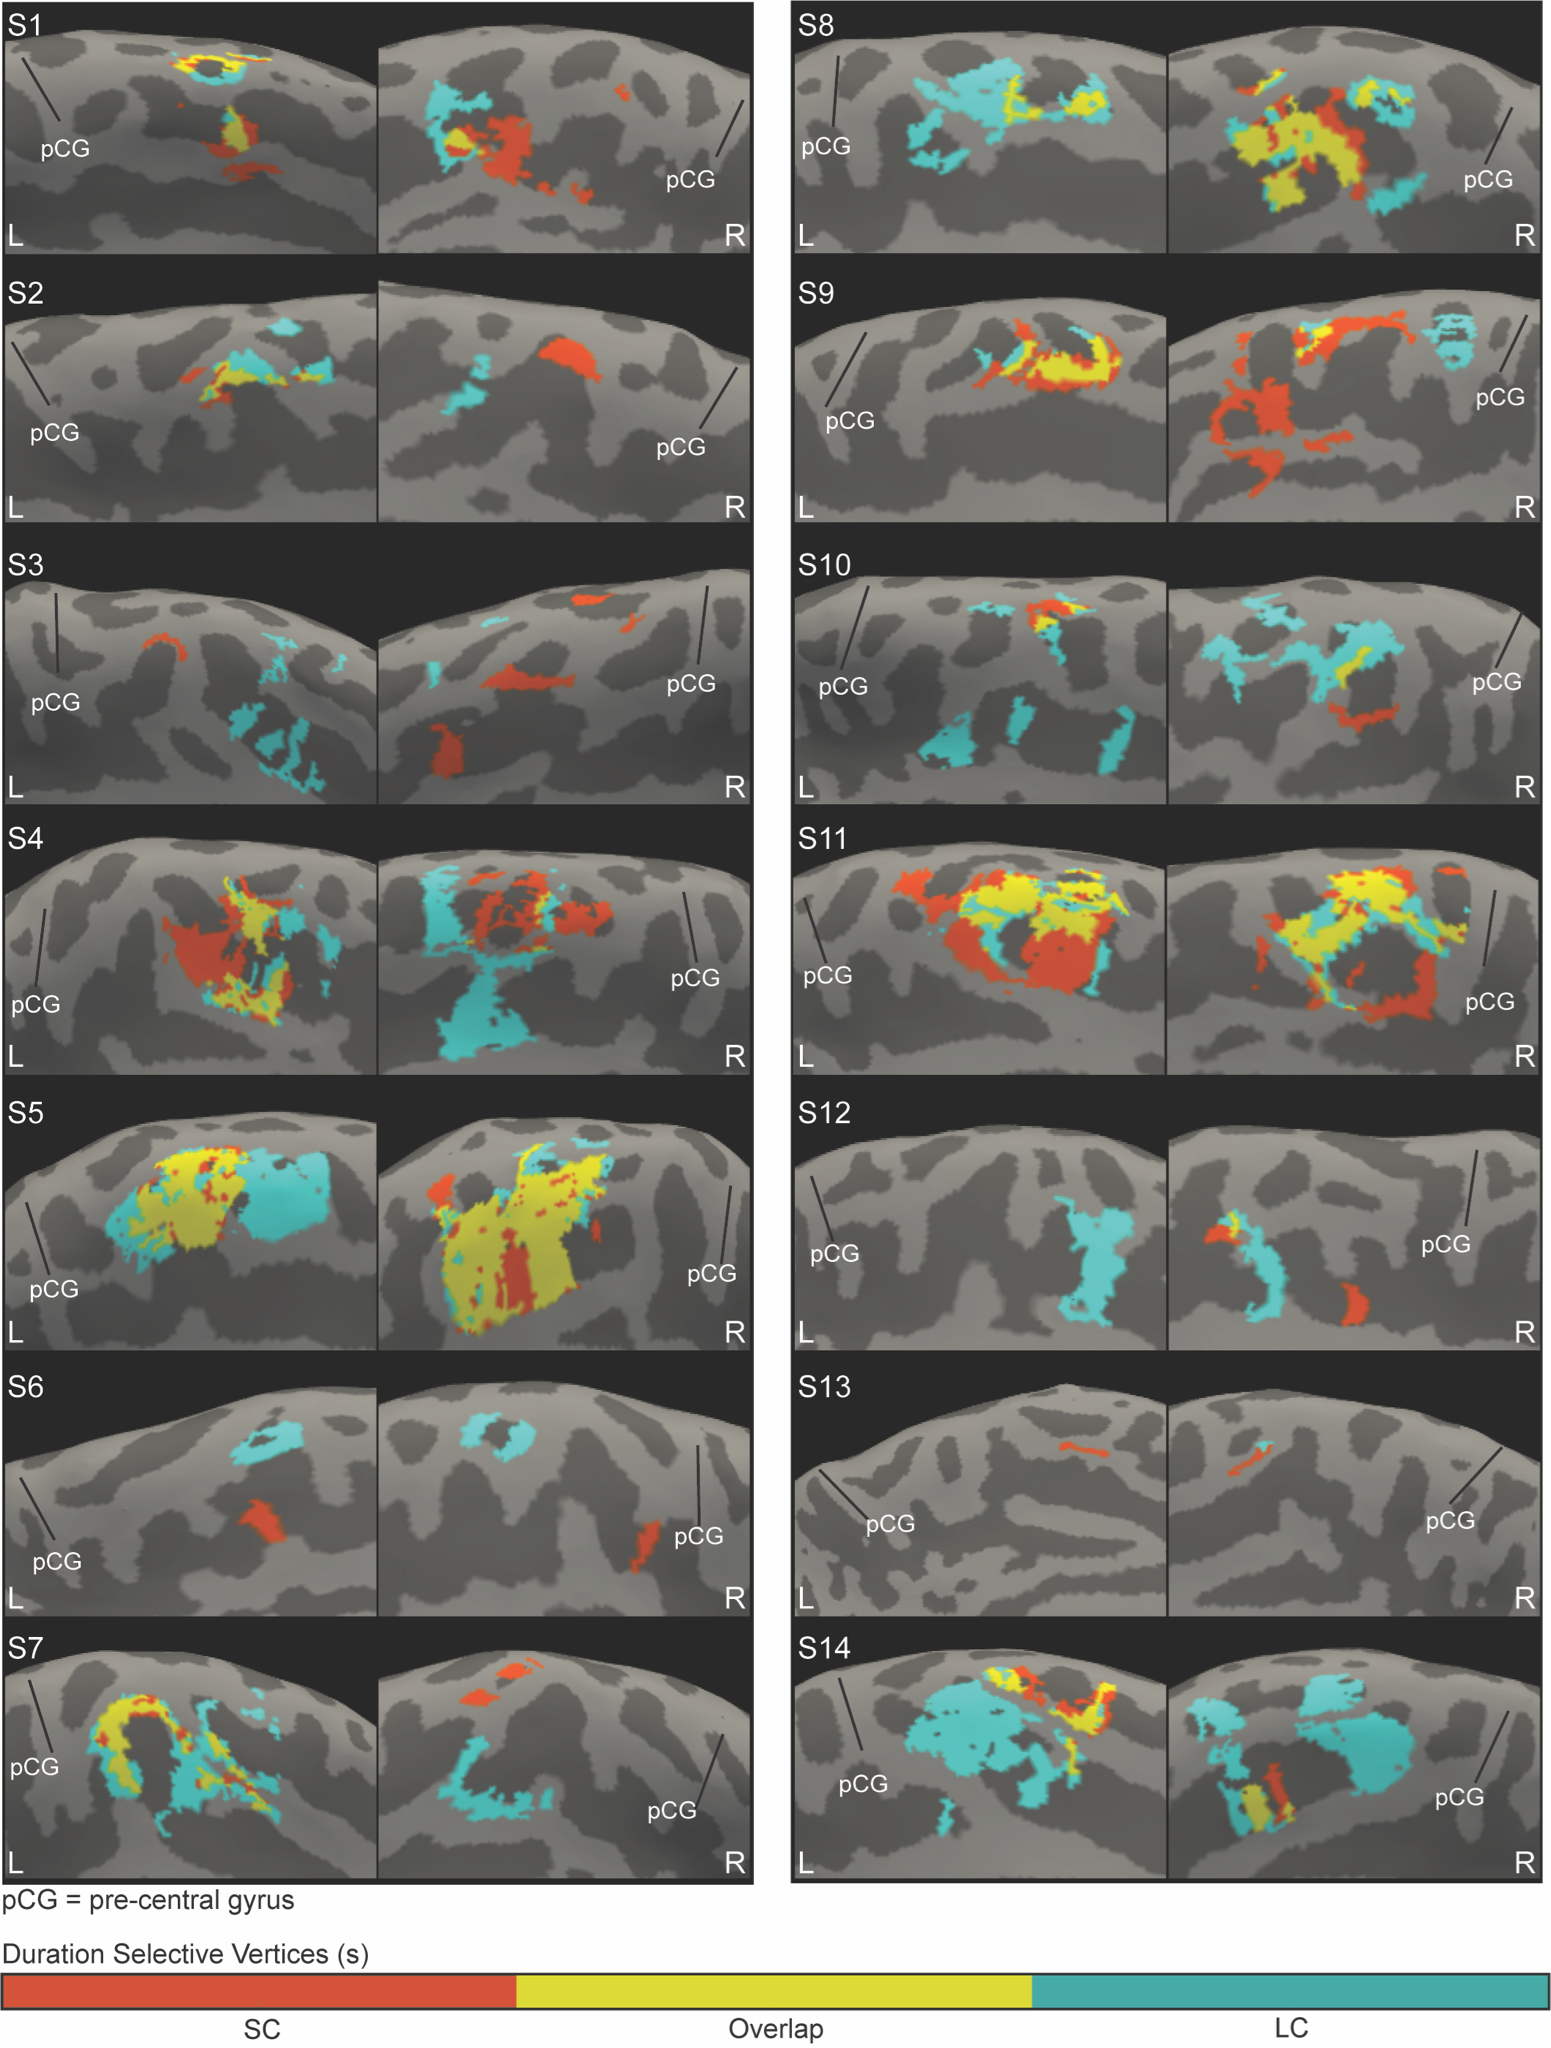 S1
pCG
pCG
L
R
S2
pCG
pCG
L
R
S3
pCG
pCG
L
R
S4
pCG
pCG
L
R
S5
pCG
pCG
L
R
S6
pCG
pCG
L
R
S7
pCG
pCG
L
R
S8
pCG
pCG
L
R
S9
pCG
pCG
L
R
S10
pCG
pCG
L
R
S11
pCG
pCG
L
R
S12
pCG
pCG
L
R
S13
pCG
pCG
L
R
S14
pCG
pCG
L
R
pCG = pre-central gyrus
Duration Selective Vertices (s)
SC Overlap LC